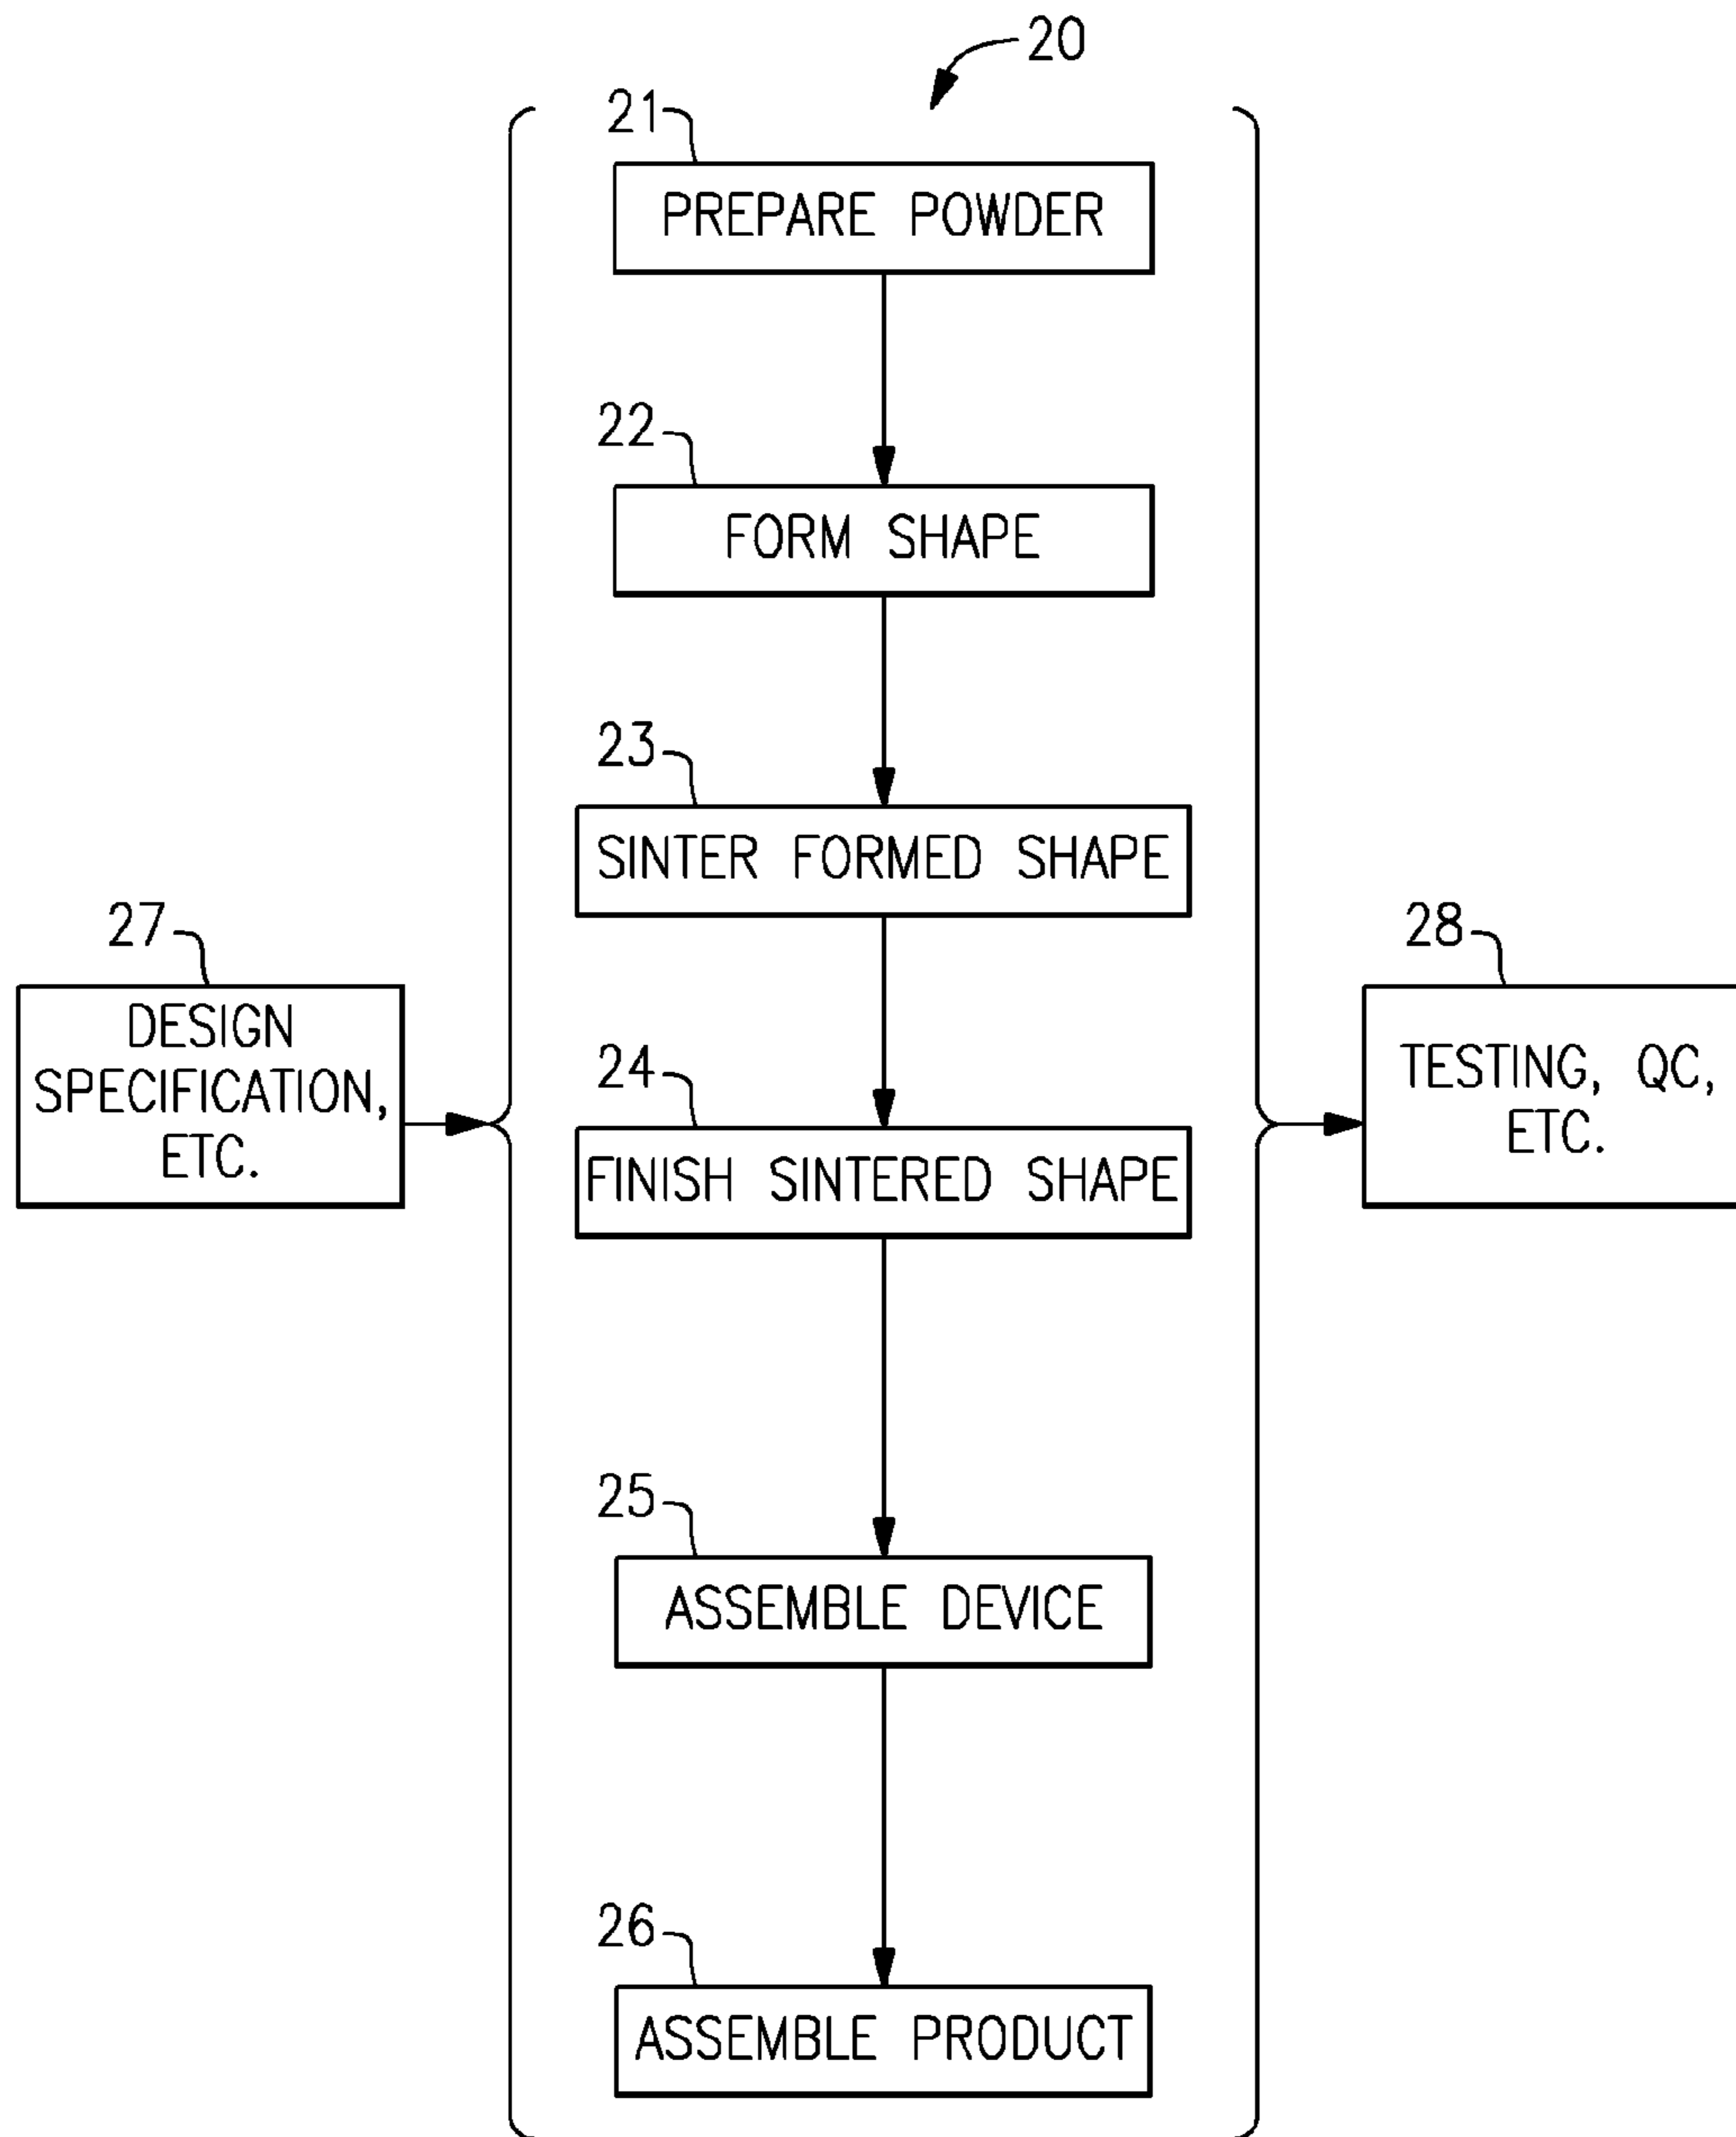 20
21
PREPARE POWDER
22
FORM SHAPE
23
SINTER FORMED SHAPE
27
DESIGN
SPECIFICATION,
ETC.
28
TESTING, QC,
ETC.
24
FINISH SINTERED SHAPE
25
ASSEMBLE DEVICE
26
ASSEMBLE PRODUCT